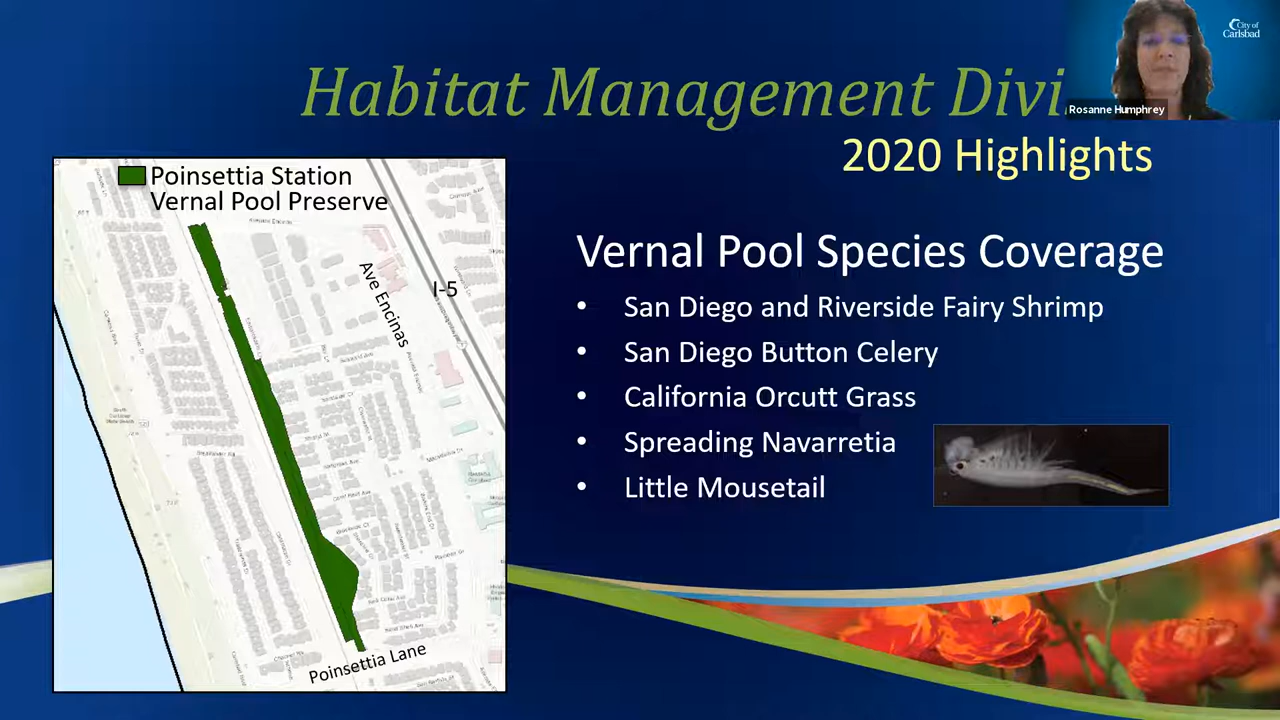 City of
Carlsbad
Habitat Management Divi
Rosanne Humphrey
2020 Highlights
Poinsettia Station
Vernal Pool Preserve
Ave Encinas
I-5
Poinsettia Lane
Vernal Pool Species Coverage
• San Diego and Riverside Fairy Shrimp
• San Diego Button Celery
• California Orcutt Grass
• Spreading Navarretia
• Little Mousetail